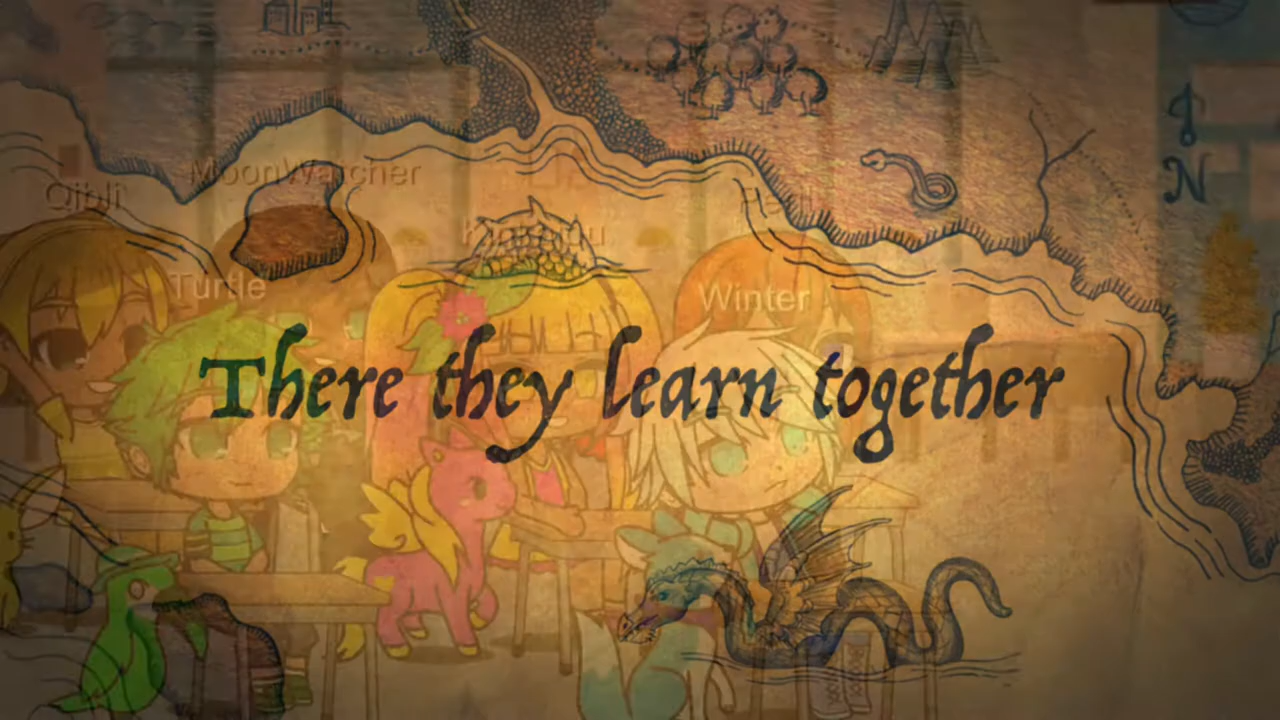 MoonWatcher
Qibli
Turtle
Winter
There they learn together
N